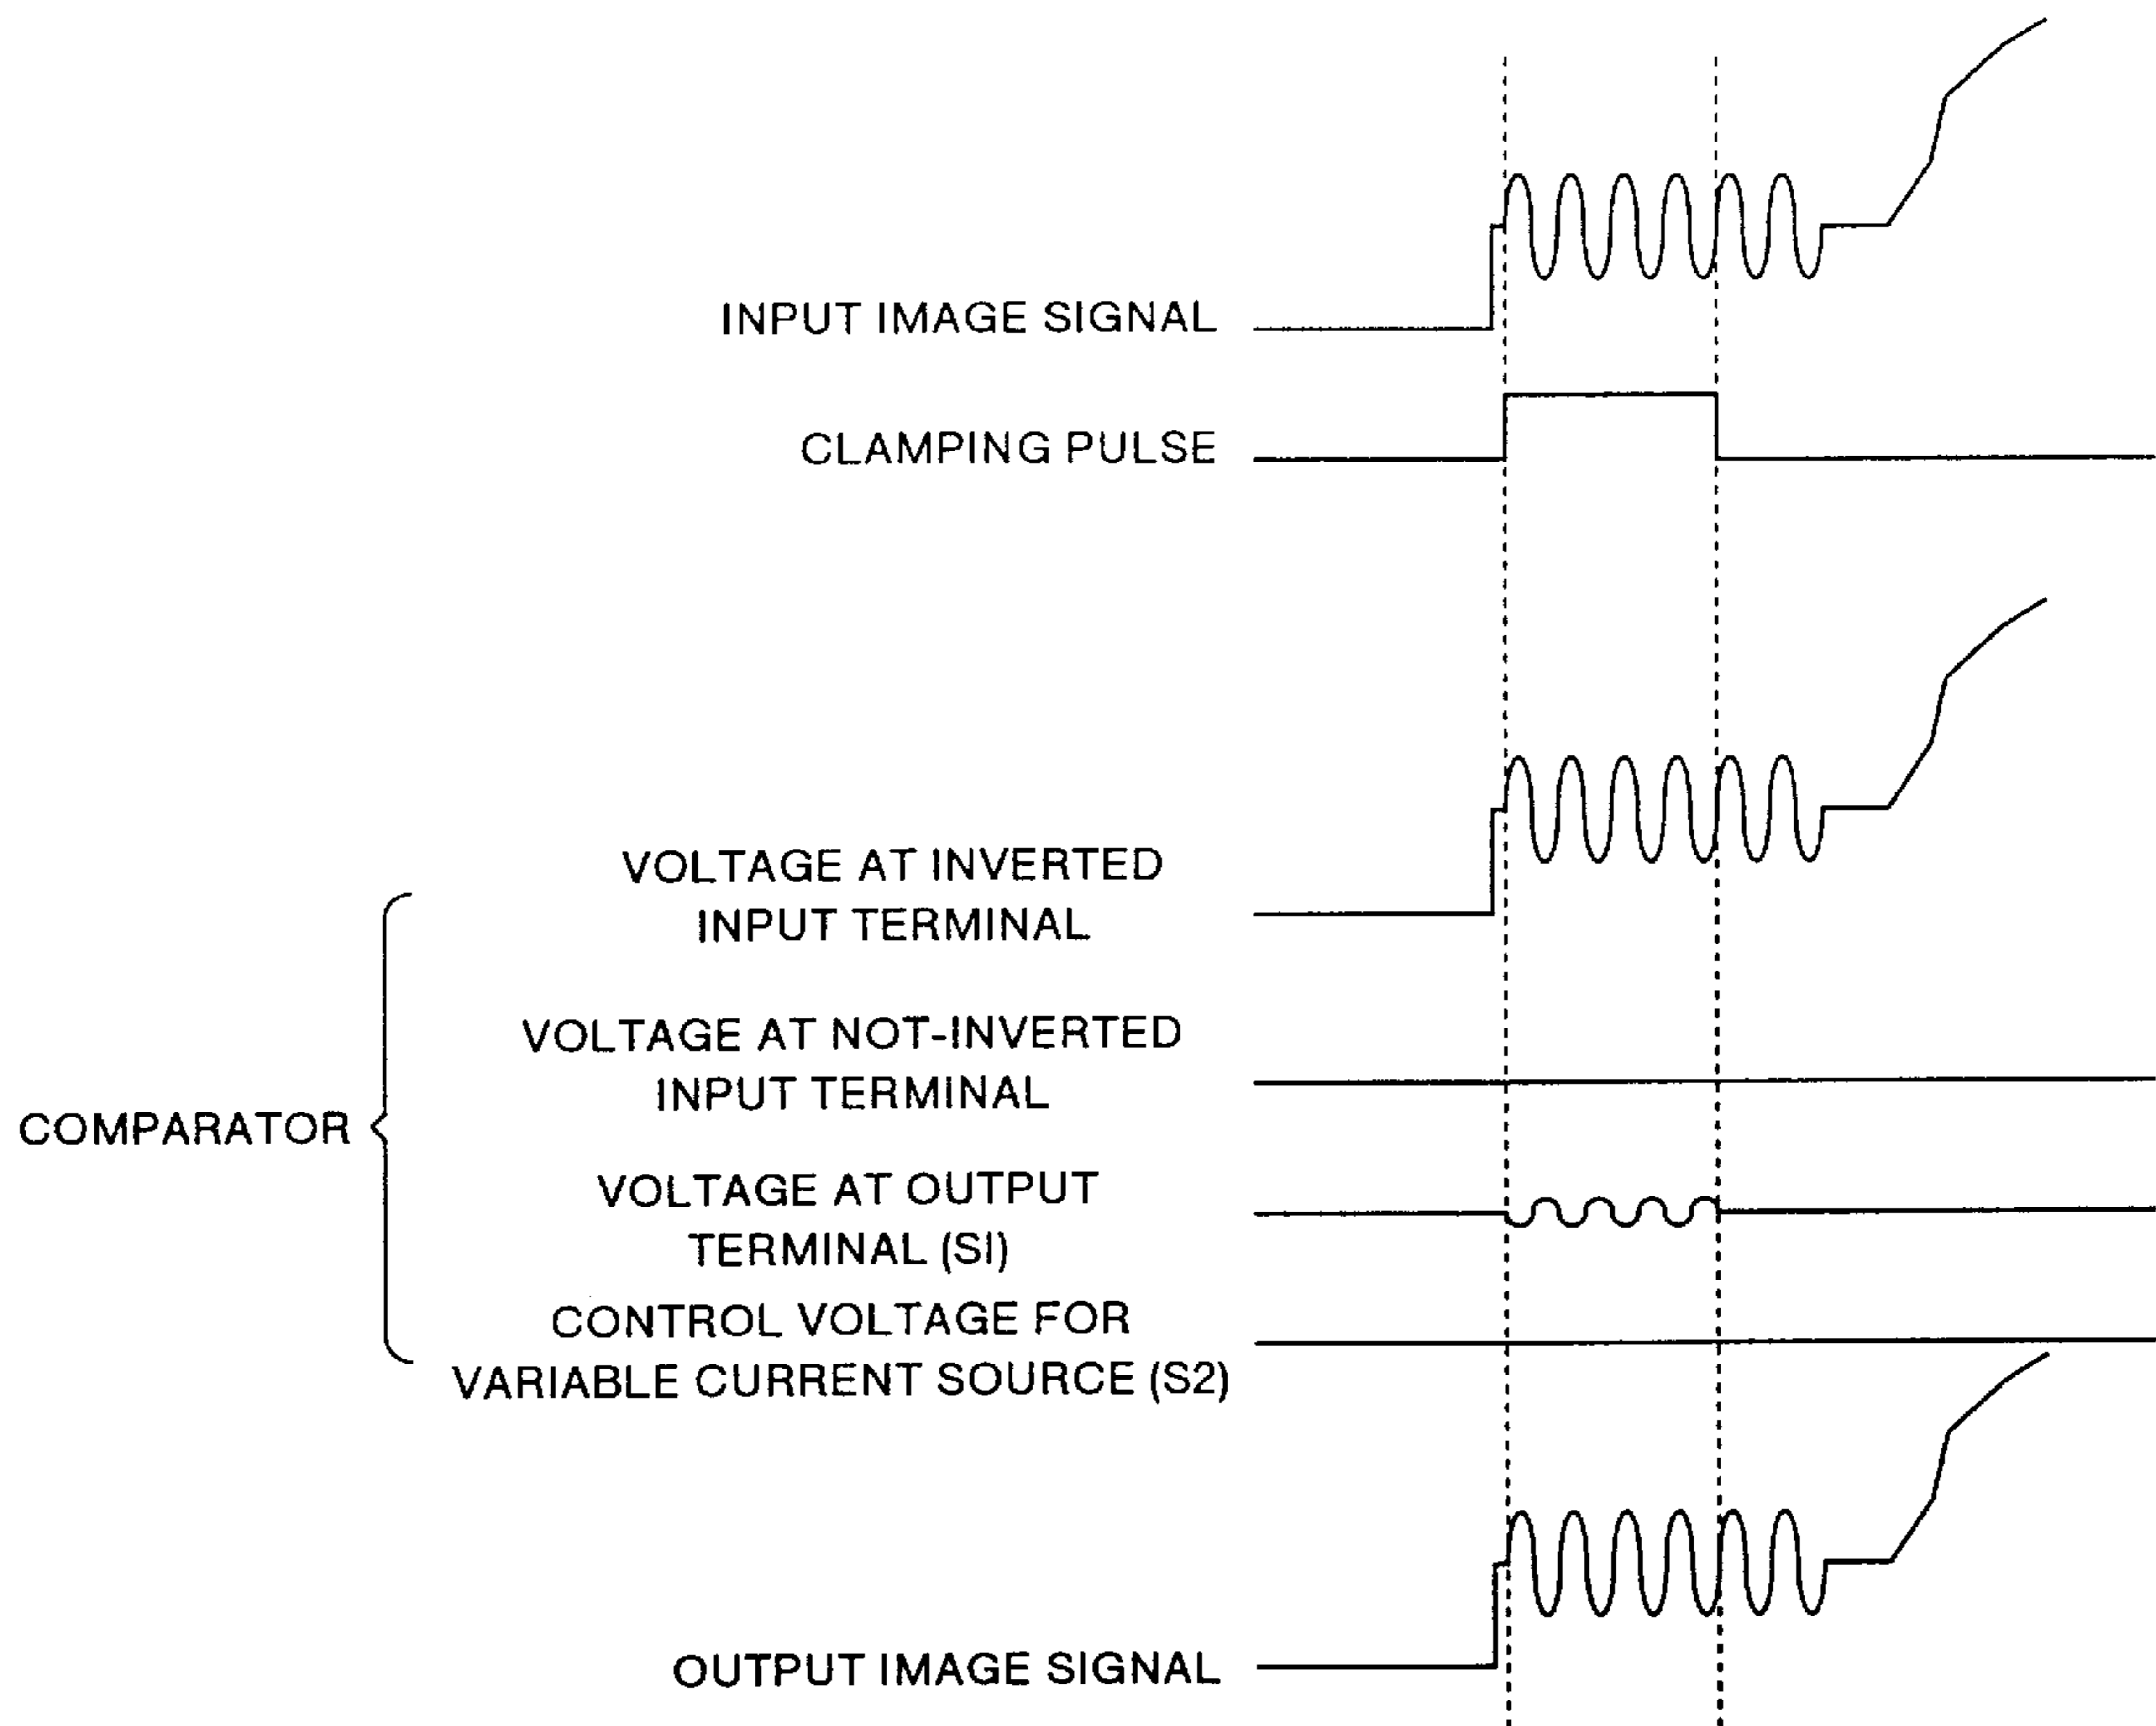 INPUT IMAGE SIGNAL
CLAMPING PULSE
VOLTAGE AT INVERTED
INPUT TERMINAL
VOLTAGE AT NOT-INVERTED
INPUT TERMINAL
COMPARATOR
VOLTAGE AT OUTPUT
TERMINAL (SI)
CONTROL VOLTAGE FOR
VARIABLE CURRENT SOURCE (S2)
OUTPUT IMAGE SIGNAL